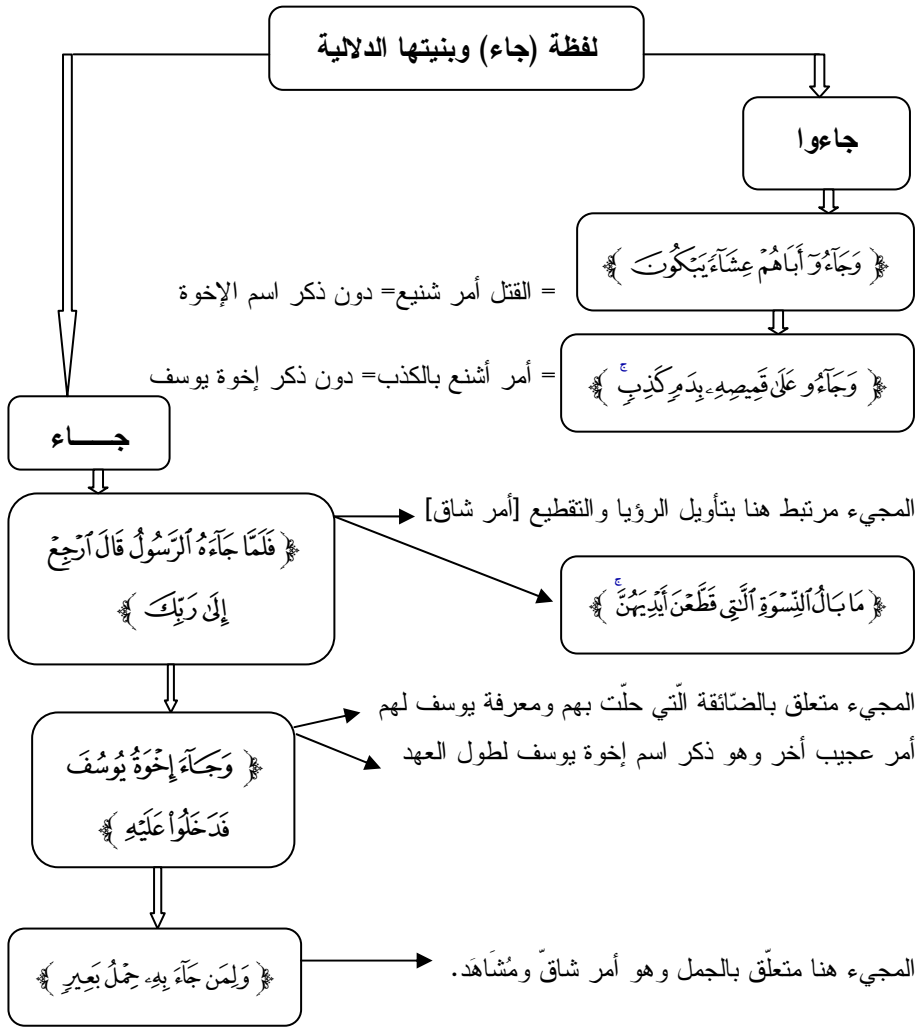 لفظة (جاء) وبنيتها الدلالية
جاءوا
﴿ وَجَآءُوٓ أَبَاهُمْ عِشَآءً يَبْكُونَ ﴾
= القتل أمر شنيع= دون ذكر اسم الإخوة
﴿ وَجَآءُو عَلَىٰ قَمِيصِهِۦ بِدَمٍ كَذِبٍ ۚ ﴾
= أمر أشنع بالكذب= دون ذكر إخوة يوسف
جـــــاء
﴿ فَلَمَّا جَآءَهُ ٱلرَّسُولُ قَالَ ٱرْجِعْ
إِلَىٰ رَبِّكَ ﴾
المجيء مرتبط هنا بتأويل الرؤيا والتقطيع [أمر شاق]
﴿ مَا بَالُ ٱلنِّسْوَةِ ٱلَّٰتِى قَطَّعْنَ أَيْدِيَهُنَّ ۚ ﴾
المجيء متعلق بالضّائقة الّتي حلّت بهم ومعرفة يوسف لهم
أمر عجيب أخر وهو ذكر اسم إخوة يوسف لطول العهد
﴿ وَجَآءَ إِخْوَةُ يُوسُفَ
فَدَخَلُوا۟ عَلَيْهِ ﴾
المجيء هنا متعلّق بالجمل وهو أمر شاقّ ومُشَاهَد.
﴿ وَلِمَن جَآءَ بِهِۦ حِمْلُ بَعِيرٍ ﴾